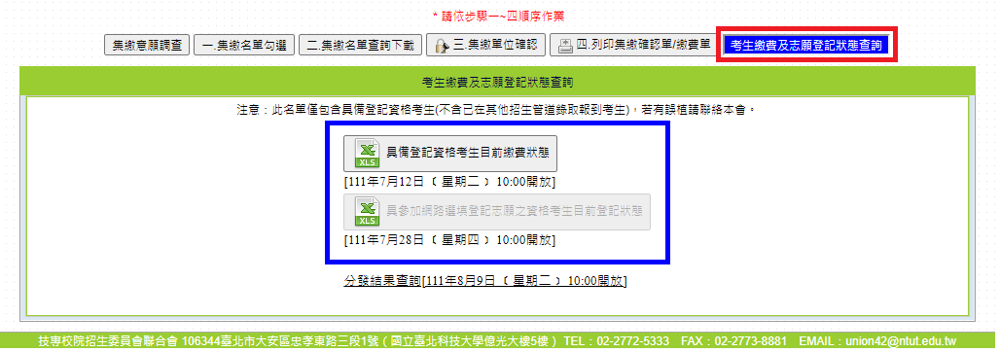 * 請依步驟一~四順序作業
集繳意願調查 一.集繳名單勾選 二.集繳名單查詢下載 三.集繳單位確認 四.列印集繳確認單/繳費單 考生繳費及志願登記狀態查詢
考生繳費及志願登記狀態查詢
注意：此名單僅包含具備登記資格考生(不含已在其他招生管道錄取報到考生)，若有誤植請聯絡本會。
XLS 具備登記資格考生目前繳費狀態
[111年7月12日﹝星期二﹞10:00開放]
XLS 具參加網路選填登記志願之資格考生目前登記狀態
[111年7月28日﹝星期四﹞10:00開放]
分發結果查詢[111年8月9日﹝星期二﹞10:00開放]
技專校院招生委員會聯合會 106344臺北市大安區忠孝東路三段1號（國立臺北科技大學億光大樓5樓） TEL：02-2772-5333 FAX：02-2773-8881 EMAIL：union42@ntut.edu.tw